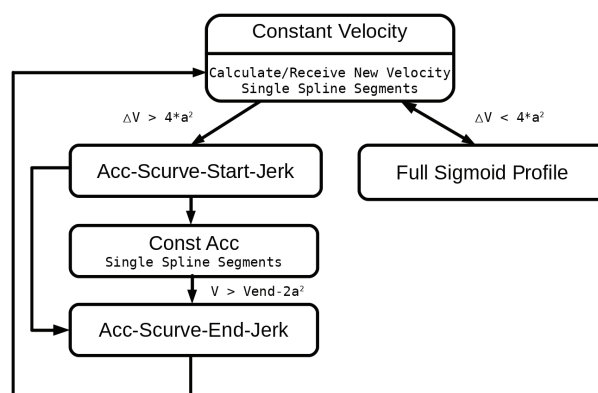 Constant Velocity
Calculate/Receive New Velocity
Single Spline Segments
△V > 4*a²
△V < 4*a²
Acc-Scurve-Start-Jerk
Full Sigmoid Profile
Const Acc
Single Spline Segments
V > Vend-2a²
Acc-Scurve-End-Jerk